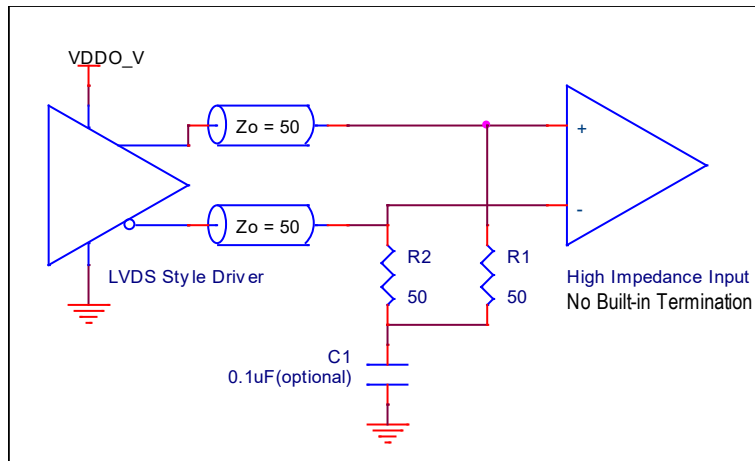 VDDO_V
Zo = 50
+
-
Zo = 50
R2
R1
LVDS Style Driver
50
50
High Impedance Input
No Built-in Termination
C1
0.1uF(optional)